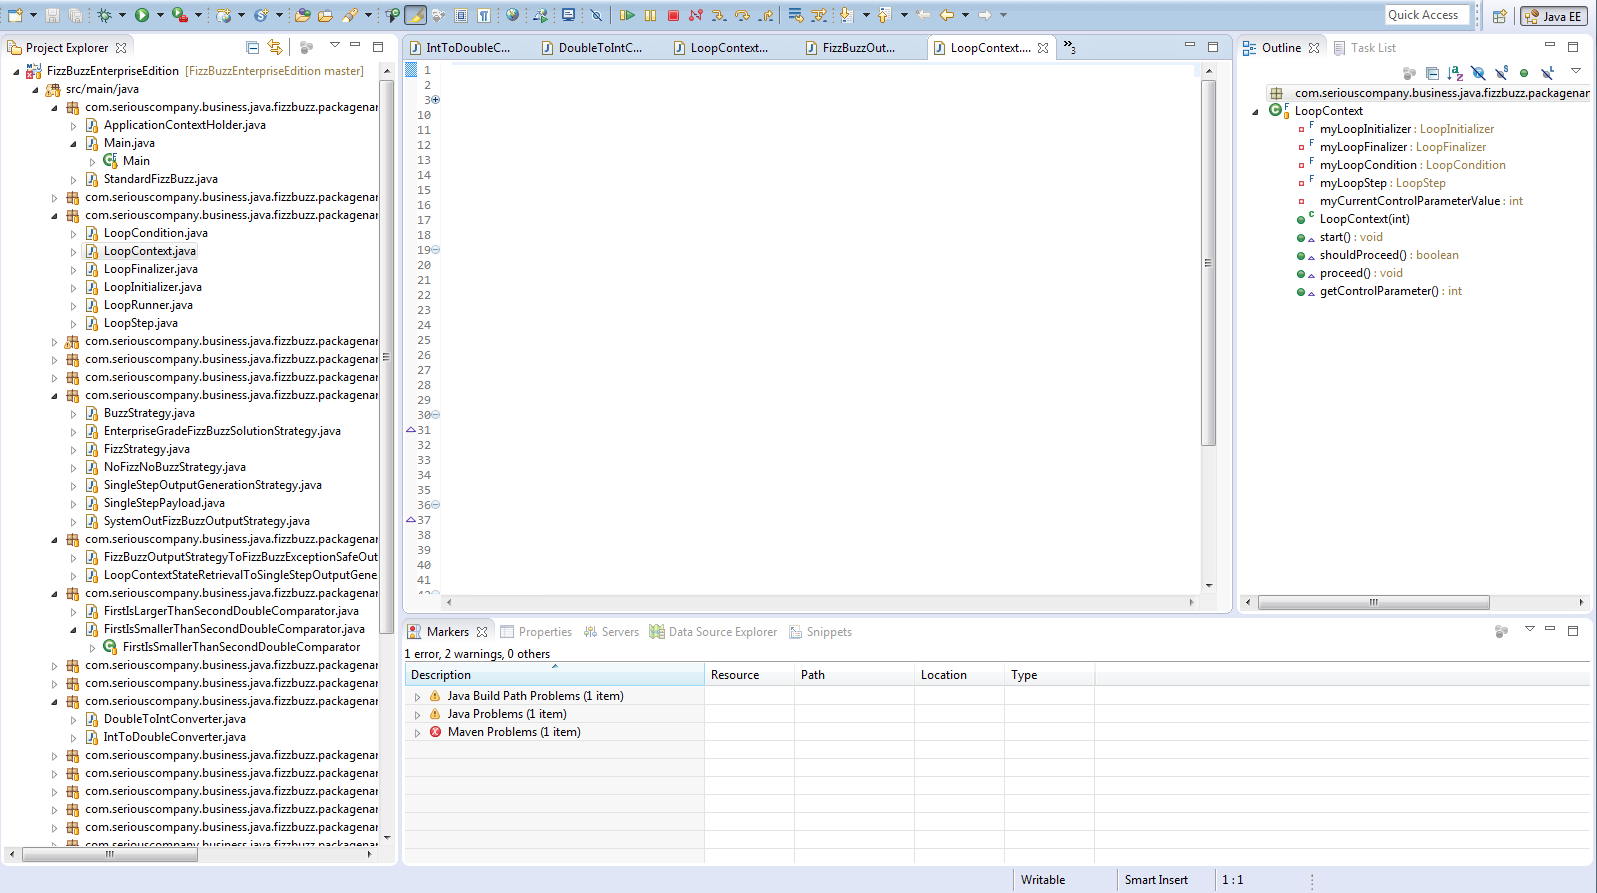 Quick Access
Java EE
Project Explorer
FizzBuzzEnterpriseEdition [FizzBuzzEnterpriseEdition master]
src/main/java
com.seriouscompany.business.java.fizzbuzz.packagenar
ApplicationContextHolder.java
Main.java
Main
StandardFizzBuzz.java
com.seriouscompany.business.java.fizzbuzz.packagenar
com.seriouscompany.business.java.fizzbuzz.packagenar
LoopCondition.java
LoopContext.java
LoopFinalizer.java
LoopInitializer.java
LoopRunner.java
LoopStep.java
com.seriouscompany.business.java.fizzbuzz.packagenar
com.seriouscompany.business.java.fizzbuzz.packagenar
com.seriouscompany.business.java.fizzbuzz.packagenar
com.seriouscompany.business.java.fizzbuzz.packagenar
BuzzStrategy.java
EnterpriseGradeFizzBuzzSolutionStrategy.java
FizzStrategy.java
NoFizzNoBuzzStrategy.java
SingleStepOutputGenerationStrategy.java
SingleStepPayload.java
SystemOutFizzBuzzOutputStrategy.java
com.seriouscompany.business.java.fizzbuzz.packagenar
FizzBuzzOutputStrategyToFizzBuzzExceptionSafeOut
LoopContextStateRetrievalToSingleStepOutputGene
com.seriouscompany.business.java.fizzbuzz.packagenar
FirstIsLargerThanSecondDoubleComparator.java
FirstIsSmallerThanSecondDoubleComparator.java
FirstIsSmallerThanSecondDoubleComparator
com.seriouscompany.business.java.fizzbuzz.packagenar
com.seriouscompany.business.java.fizzbuzz.packagenar
com.seriouscompany.business.java.fizzbuzz.packagenar
DoubleToIntConverter.java
IntToDoubleConverter.java
com.seriouscompany.business.java.fizzbuzz.packagenar
com.seriouscompany.business.java.fizzbuzz.packagenar
com.seriouscompany.business.java.fizzbuzz.packagenar
com.seriouscompany.business.java.fizzbuzz.packagenar
com.seriouscompany.business.java.fizzbuzz.packagenar
com.seriouscompany.business.java.fizzbuzz.packagenar
IntToDoubleC... DoubleToIntC... LoopContext... FizzBuzzOut... LoopContext.... »3
1
2
3
10
11
12
13
14
15
16
17
18
19
20
21
22
23
24
25
26
27
28
29
30
31
32
33
34
35
36
37
38
39
40
41
42
Outline Task List
com.seriouscompany.business.java.fizzbuzz.packagenar
LoopContext
myLoopInitializer : LoopInitializer
myLoopFinalizer : LoopFinalizer
myLoopCondition : LoopCondition
myLoopStep : LoopStep
myCurrentControlParameterValue : int
LoopContext(int)
start() : void
shouldProceed() : boolean
proceed() : void
getControlParameter() : int
Markers Properties Servers Data Source Explorer Snippets
1 error, 2 warnings, 0 others
Description Resource Path Location Type
Java Build Path Problems (1 item)
Java Problems (1 item)
Maven Problems (1 item)
Writable Smart Insert 1 : 1